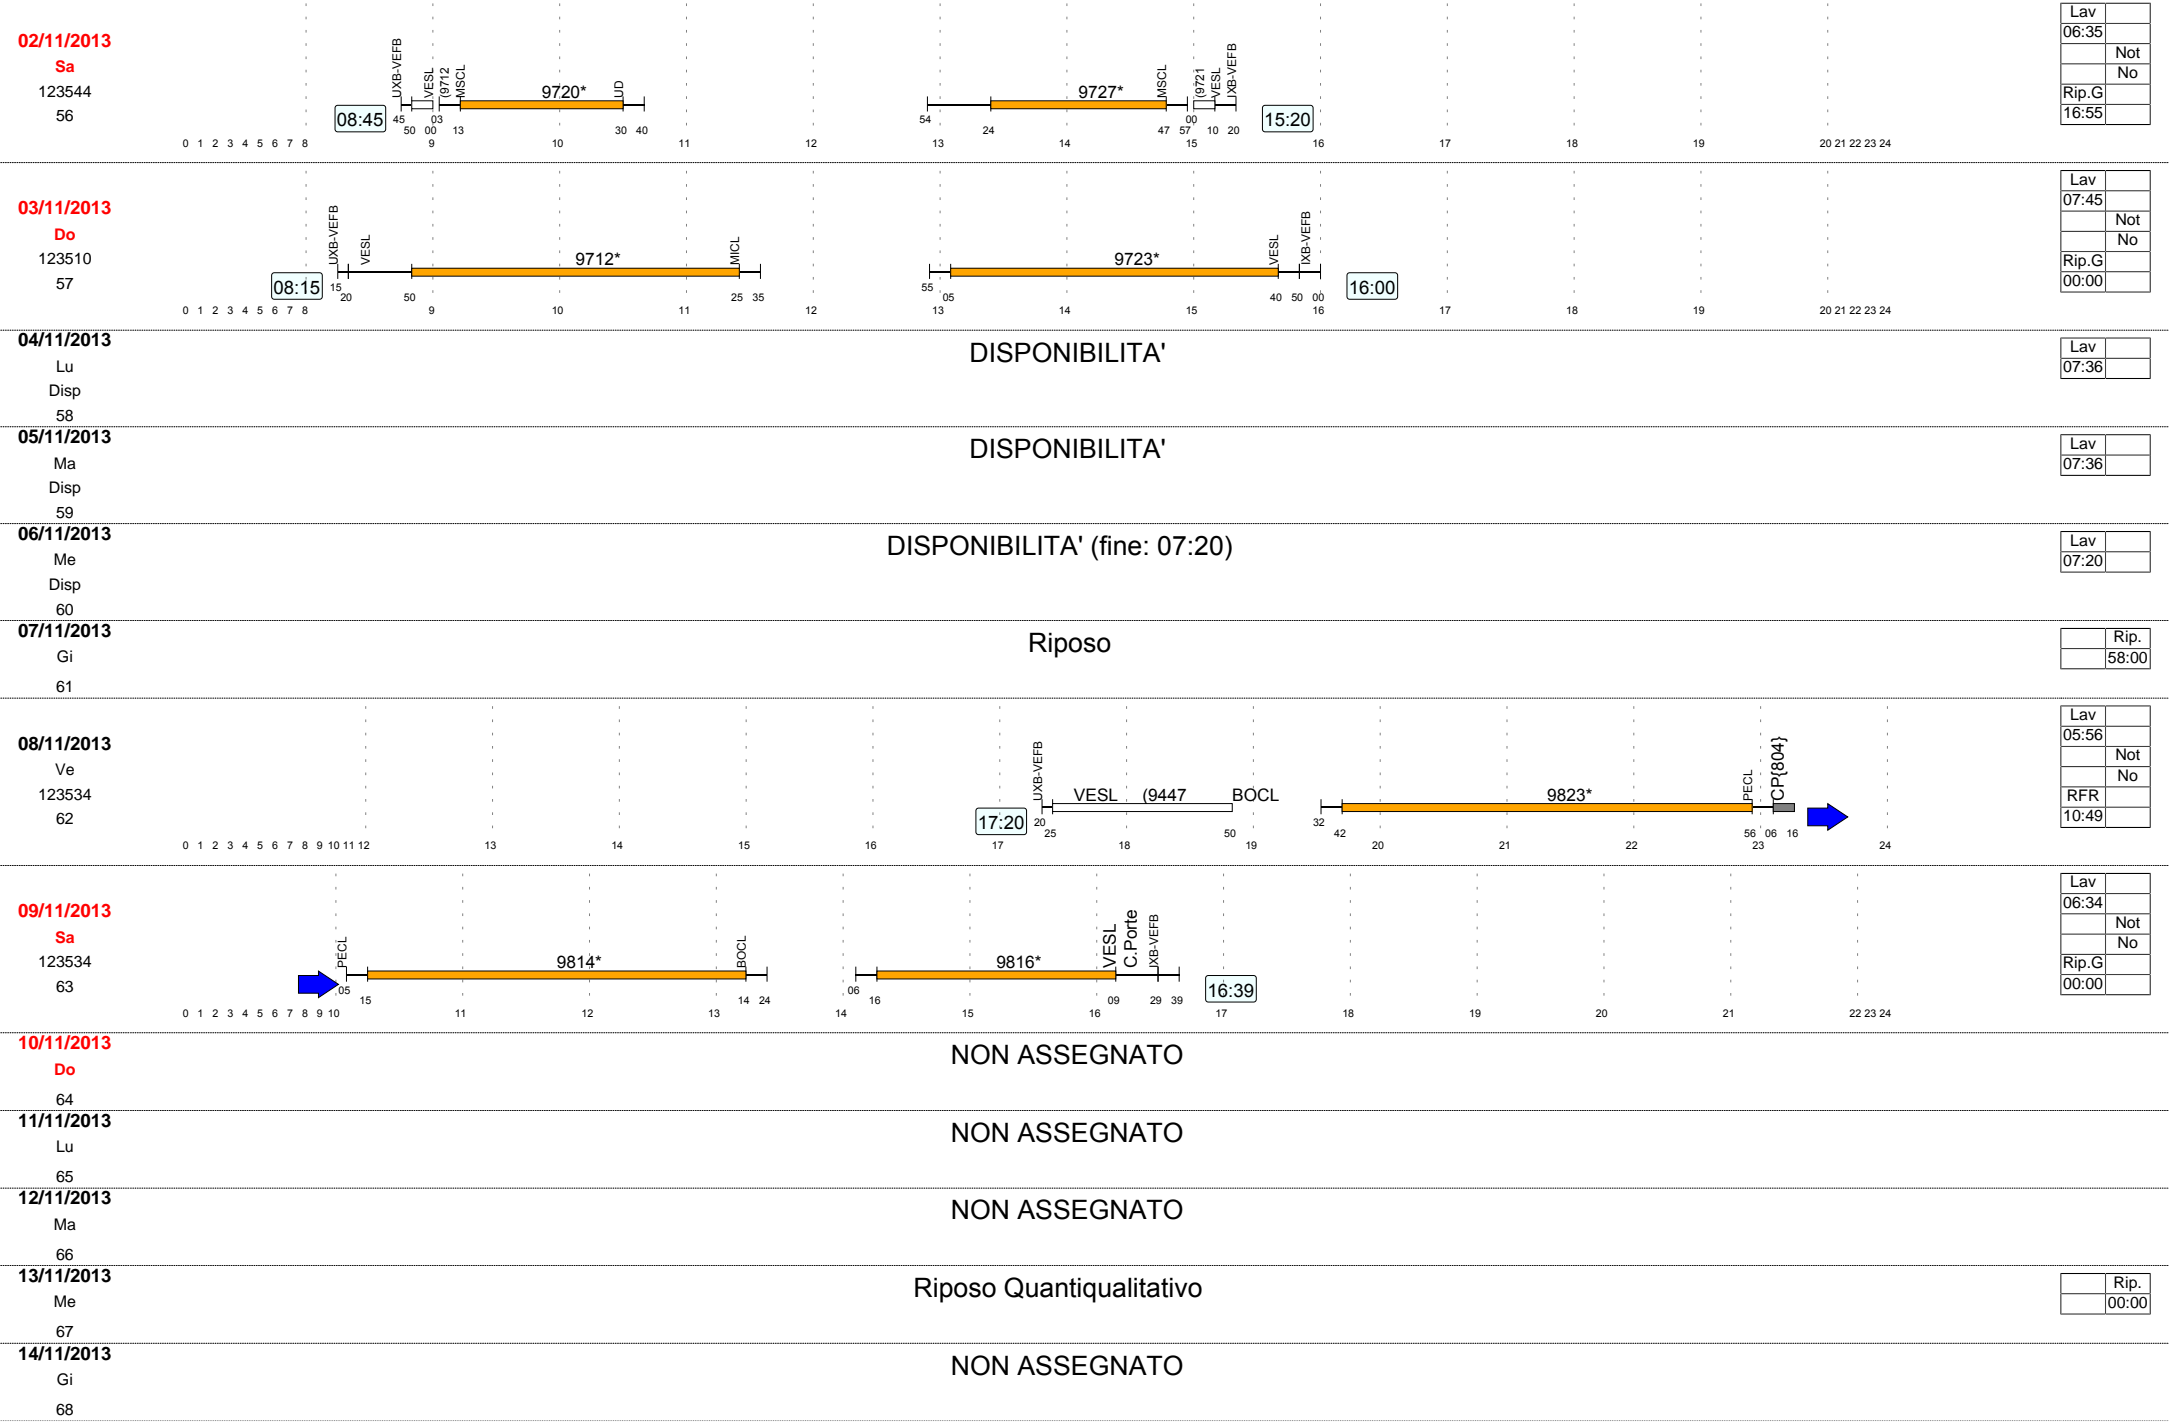 02/11/2013
Sa
123544
56
08:45
UXB-VEFB
VESL
(9712
MSCL
9720*
UD
9727*
MSCL
(9721
VESL
IXB-VEFB
15:20
45 50 00 03 13 30 40 54 24 47 57 00 10 20
0 1 2 3 4 5 6 7 8 9 10 11 12 13 14 15 16 17 18 19 20 21 22 23 24
Lav
06:35
Not
No
Rip.G
16:55
03/11/2013
Do
123510
57
08:15
UXB-VEFB
VESL
9712*
MICL
9723*
VESL
IXB-VEFB
16:00
15 20 50 25 35 55 05 40 50 00
0 1 2 3 4 5 6 7 8 9 10 11 12 13 14 15 16 17 18 19 20 21 22 23 24
Lav
07:45
Not
No
Rip.G
00:00
04/11/2013
Lu
Disp
58
DISPONIBILITA'
Lav
07:36
05/11/2013
Ma
Disp
59
DISPONIBILITA'
Lav
07:36
06/11/2013
Me
Disp
60
DISPONIBILITA' (fine: 07:20)
Lav
07:20
07/11/2013
Gi
61
Riposo
Rip.
58:00
08/11/2013
Ve
123534
62
17:20
UXB-VEFB
VESL (9447 BOCL
9823*
PECL
CP{804}
20 25 50 32 42 56 06 16
0 1 2 3 4 5 6 7 8 9 10 11 12 13 14 15 16 17 18 19 20 21 22 23 24
Lav
05:56
Not
No
RFR
10:49
09/11/2013
Sa
123534
63
PECL
9814*
BOCL
9816*
VESL
C.Porte
IXB-VEFB
16:39
05 15 14 24 06 16 09 29 39
0 1 2 3 4 5 6 7 8 9 10 11 12 13 14 15 16 17 18 19 20 21 22 23 24
Lav
06:34
Not
No
Rip.G
00:00
10/11/2013
Do
64
NON ASSEGNATO
11/11/2013
Lu
65
NON ASSEGNATO
12/11/2013
Ma
66
NON ASSEGNATO
13/11/2013
Me
67
Riposo Quantiqualitativo
Rip.
00:00
14/11/2013
Gi
68
NON ASSEGNATO